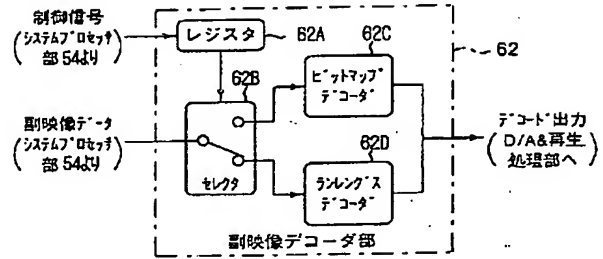 制御信号
(システムプロセッサ
部54より)
レジスタ
62A
62C
62
62B
ビットマップ
デコーダ
副映像データ
(システムプロセッサ
部54より)
セレクタ
62D
ランレングス
デコーダ
デコード出力
(D/A&再生
処理部へ)
副映像デコーダ部